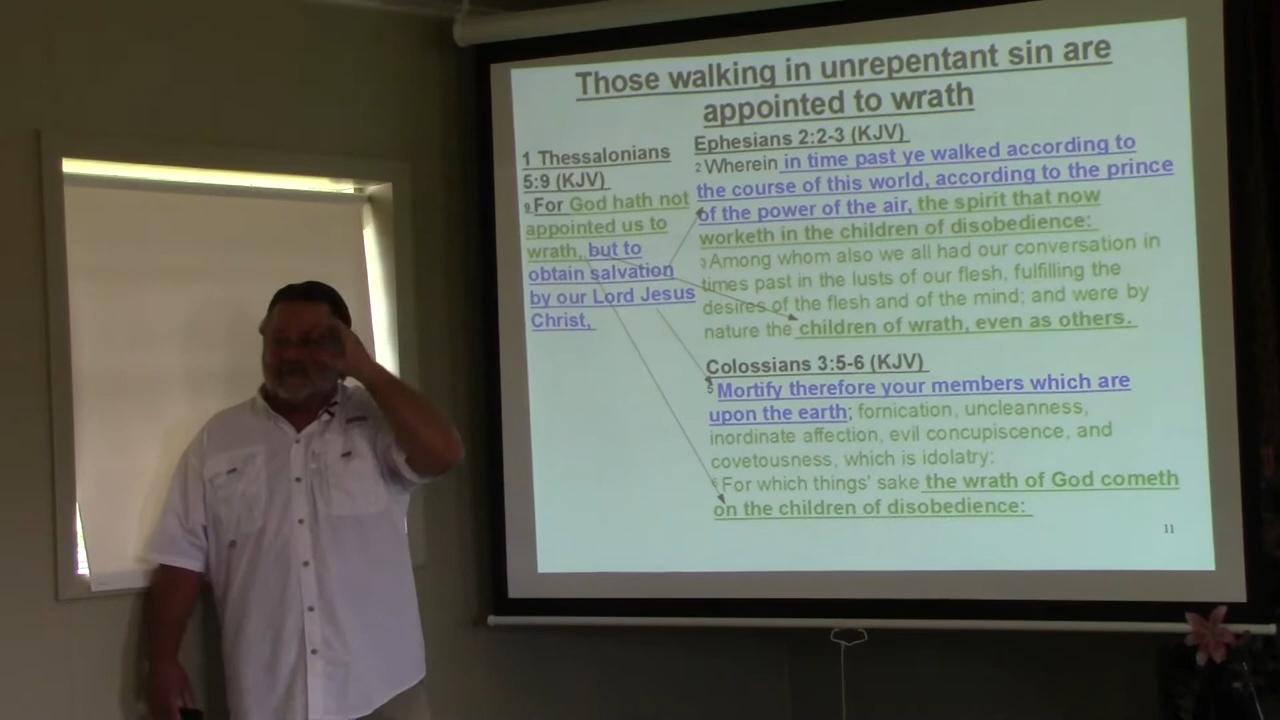 Those walking in unrepentant sin are
appointed to wrath
1 Thessalonians
5:9 (KJV)
9 For God hath not
appointed us to
wrath, but to
obtain salvation
by our Lord Jesus
Christ,
Ephesians 2:2-3 (KJV)
2 Wherein in time past ye walked according to
the course of this world, according to the prince
of the power of the air, the spirit that now
worketh in the children of disobedience:
3 Among whom also we all had our conversation in
times past in the lusts of our flesh, fulfilling the
desires of the flesh and of the mind; and were by
nature the children of wrath, even as others.
Colossians 3:5-6 (KJV)
5 Mortify therefore your members which are
upon the earth; fornication, uncleanness,
inordinate affection, evil concupiscence, and
covetousness, which is idolatry:
6 For which things' sake the wrath of God cometh
on the children of disobedience:
11